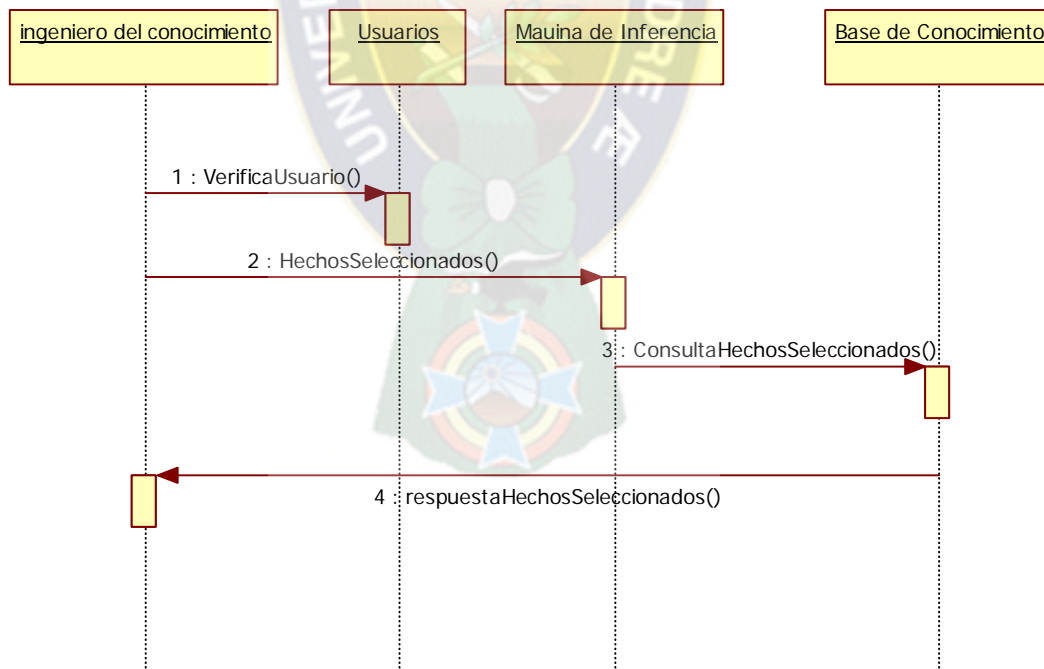 ingeniero del conocimiento
Usuarios
Mauina de Inferencia
Base de Conocimiento
1 : VerificaUsuario()
2 : HechosSeleccionados()
3 : ConsultaHechosSeleccionados()
4 : respuestaHechosSeleccionados()